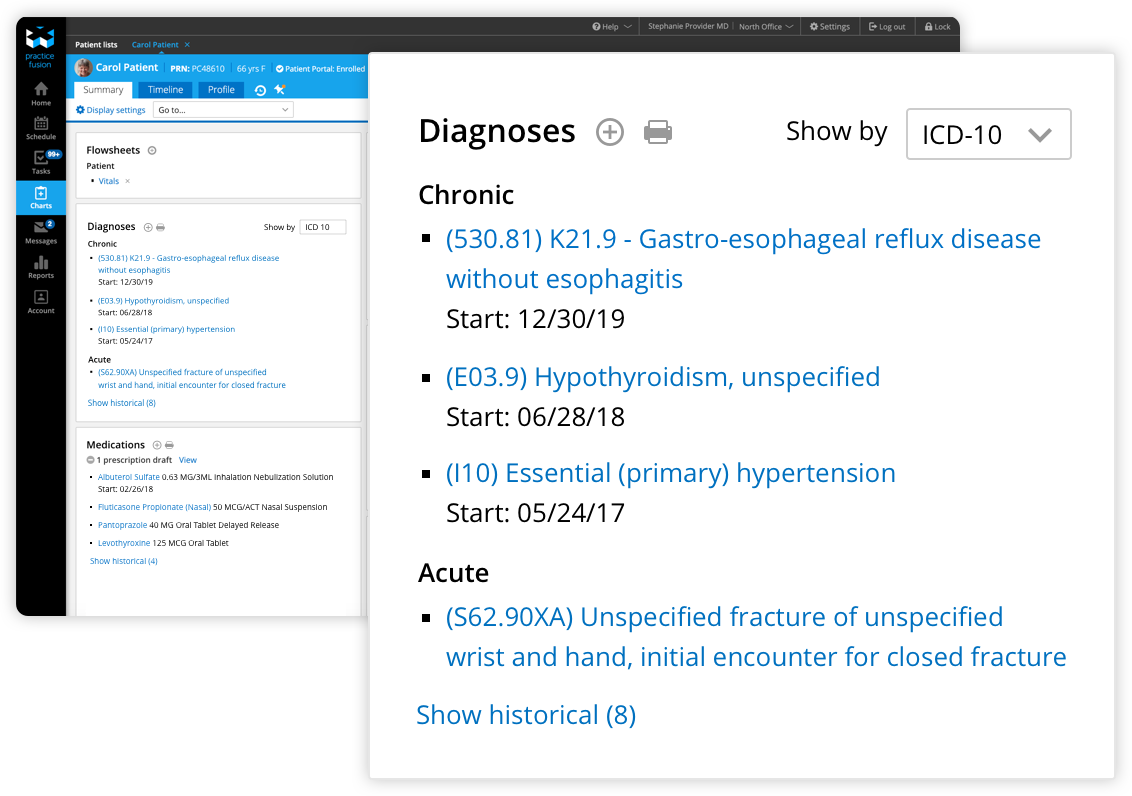 Help
Stephanie Provider MD
North Office
Settings
Log out
Lock
practice
fusion
Home
Schedule
99+
Tasks
Charts
2
Messages
Reports
Account
Patient lists
Carol Patient ×
Carol Patient
PRN: PC48610
66 yrs F
Patient Portal: Enrolled
Summary
Timeline
Profile
Display settings
Go to...
Flowsheets
Patient
Vitals ×
Diagnoses
Show by ICD 10
Chronic
(530.81) K21.9 - Gastro-esophageal reflux disease
without esophagitis
Start: 12/30/19
(E03.9) Hypothyroidism, unspecified
Start: 06/28/18
(I10) Essential (primary) hypertension
Start: 05/24/17
Acute
(S62.90XA) Unspecified fracture of unspecified
wrist and hand, initial encounter for closed fracture
Show historical (8)
Medications
1 prescription draft View
Albuterol Sulfate 0.63 MG/3ML Inhalation Nebulization Solution
Start: 02/26/18
Fluticasone Propionate (Nasal) 50 MCG/ACT Nasal Suspension
Pantoprazole 40 MG Oral Tablet Delayed Release
Levothyroxine 125 MCG Oral Tablet
Show historical (4)
Diagnoses
Show by ICD-10
Chronic
(530.81) K21.9 - Gastro-esophageal reflux disease
without esophagitis
Start: 12/30/19
(E03.9) Hypothyroidism, unspecified
Start: 06/28/18
(I10) Essential (primary) hypertension
Start: 05/24/17
Acute
(S62.90XA) Unspecified fracture of unspecified
wrist and hand, initial encounter for closed fracture
Show historical (8)